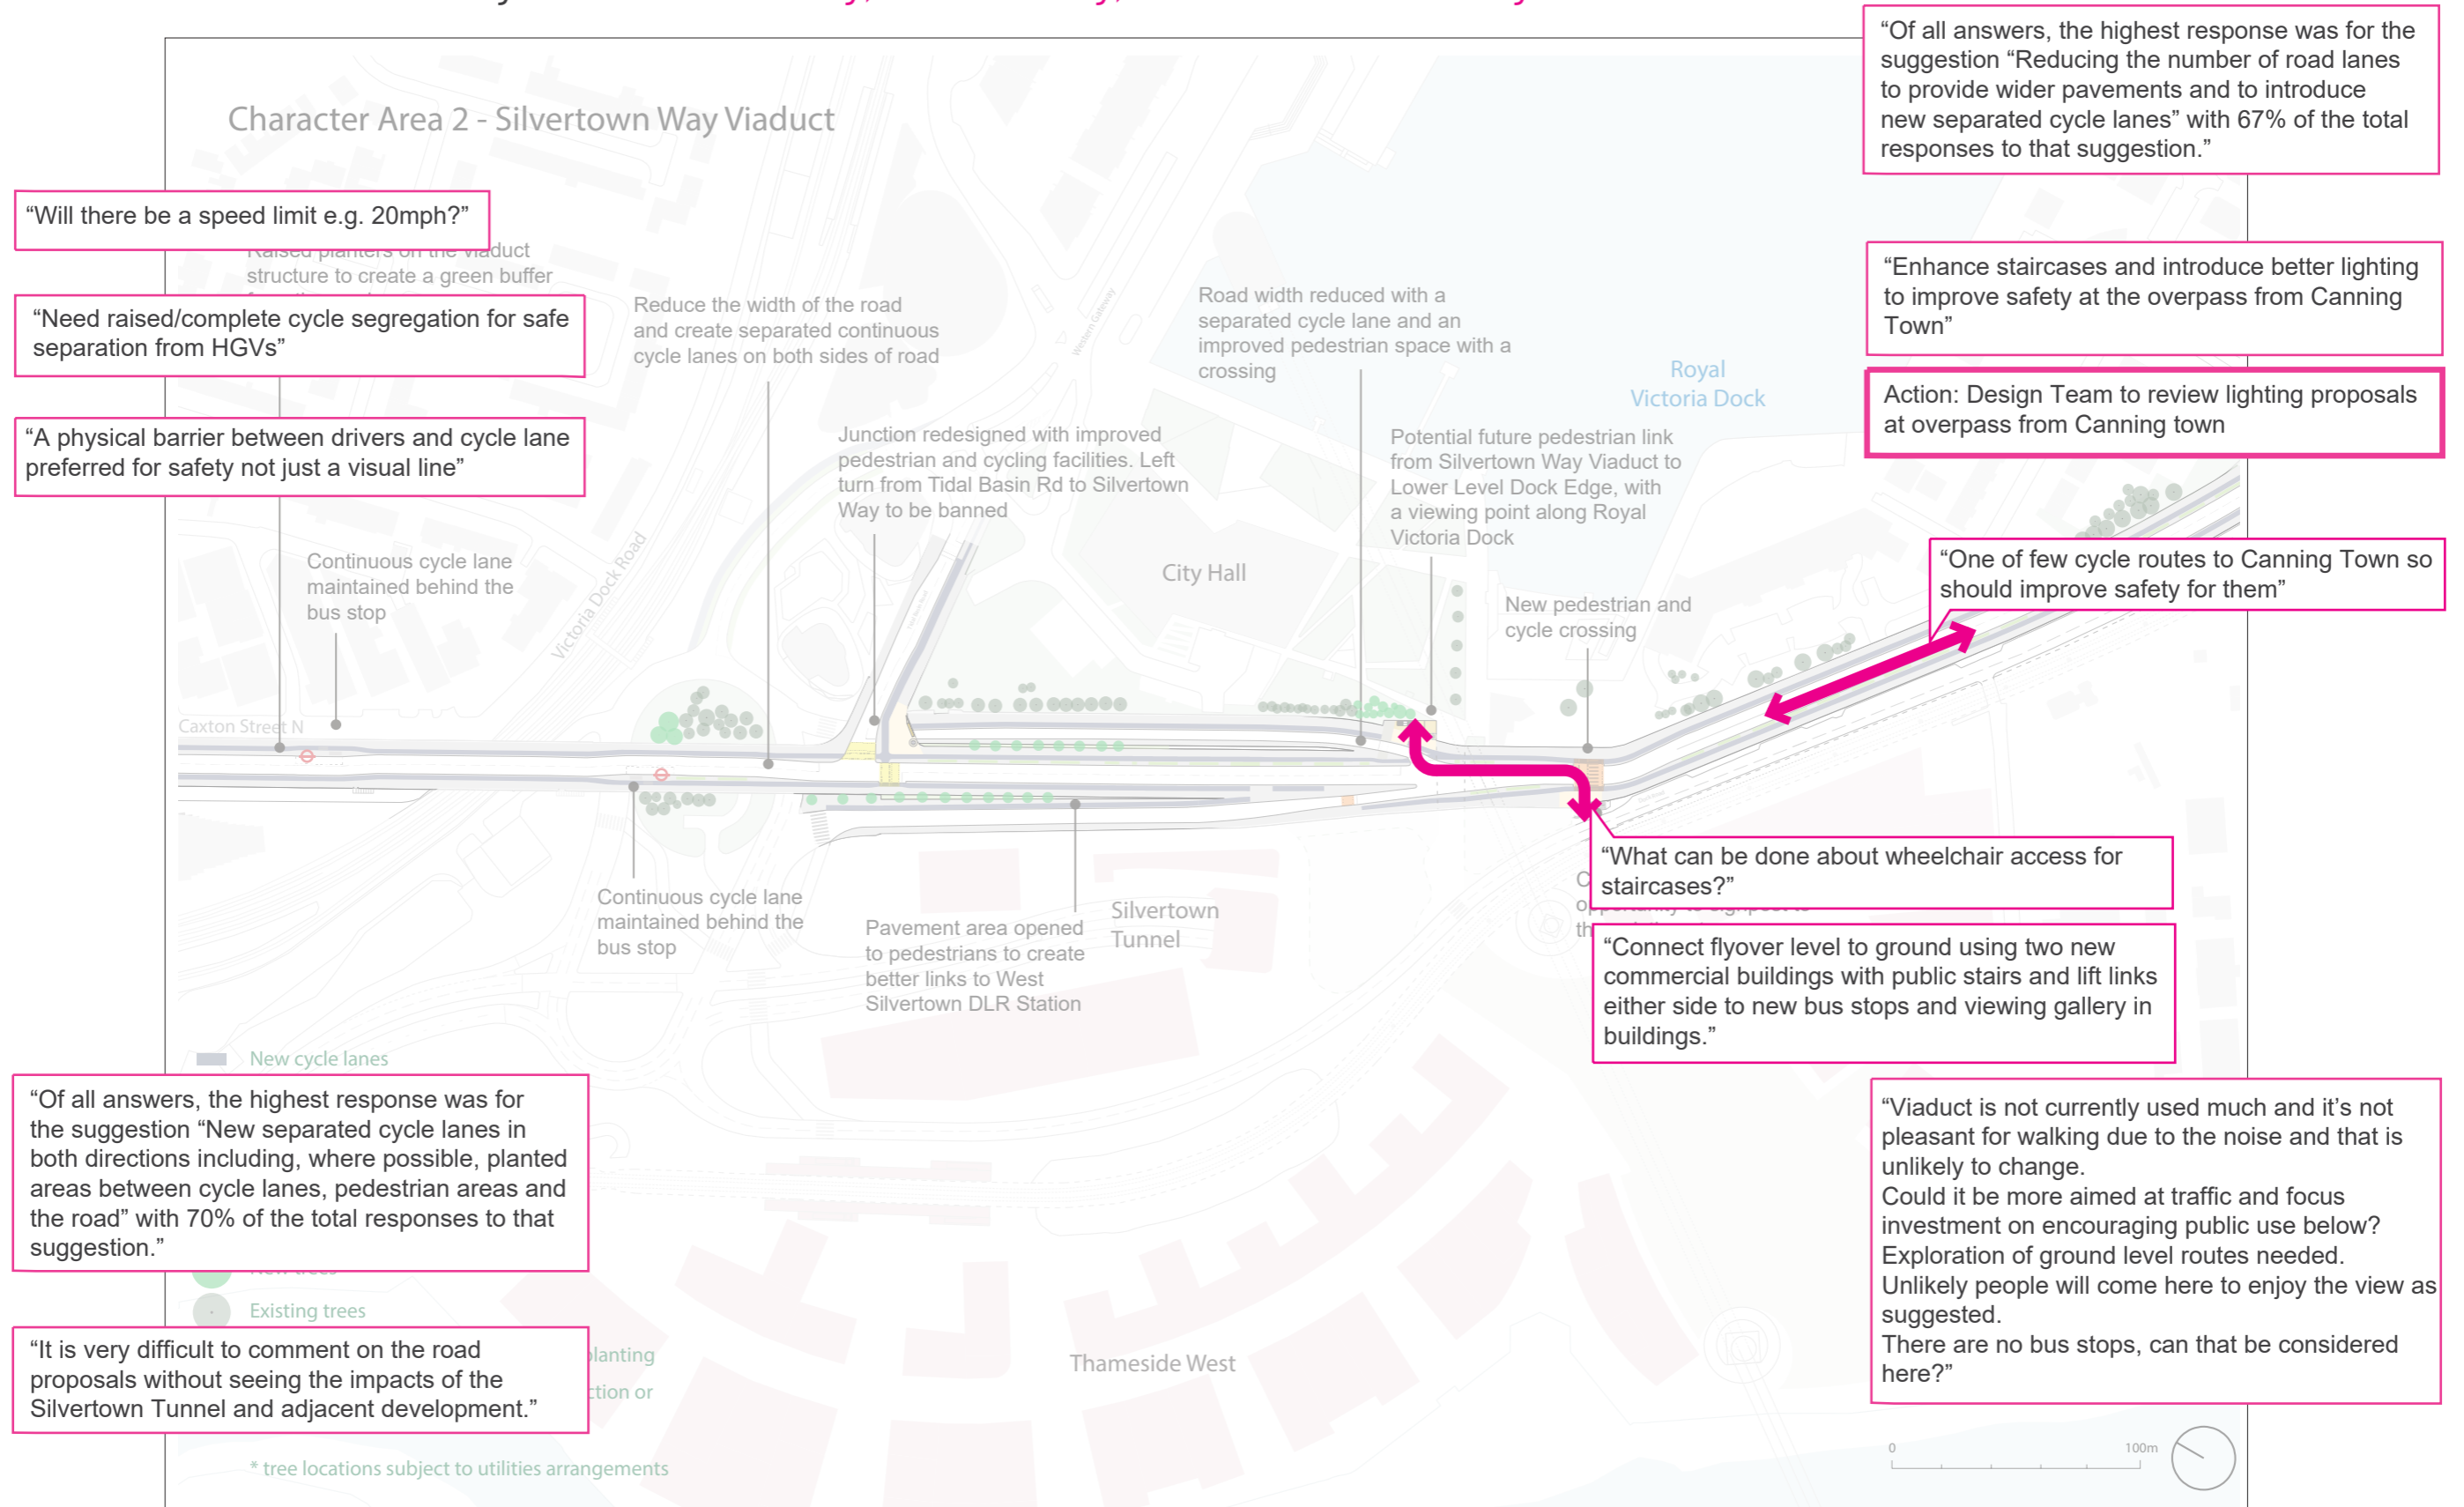 Character Area 2 - Silvertown Way Viaduct
“Of all answers, the highest response was for the
suggestion “Reducing the number of road lanes
to provide wider pavements and to introduce
new separated cycle lanes” with 67% of the total
responses to that suggestion.”
“Will there be a speed limit e.g. 20mph?”
Raised planters on the viaduct
structure to create a green buffer
“Need raised/complete cycle segregation for safe
separation from HGVs”
“A physical barrier between drivers and cycle lane
preferred for safety not just a visual line”
Reduce the width of the road
and create separated continuous
cycle lanes on both sides of road
Western Gateway
Road width reduced with a
separated cycle lane and an
improved pedestrian space with a
crossing
Royal
Victoria Dock
“Enhance staircases and introduce better lighting
to improve safety at the overpass from Canning
Town”
Action: Design Team to review lighting proposals
at overpass from Canning town
Junction redesigned with improved
pedestrian and cycling facilities. Left
turn from Tidal Basin Rd to Silvertown
Way to be banned
Potential future pedestrian link
from Silvertown Way Viaduct to
Lower Level Dock Edge, with
a viewing point along Royal
Victoria Dock
Continuous cycle lane
maintained behind the
bus stop
Victoria Dock Road
City Hall
New pedestrian and
cycle crossing
“One of few cycle routes to Canning Town so
should improve safety for them”
Caxton Street N
“What can be done about wheelchair access for
staircases?”
Continuous cycle lane
maintained behind the
bus stop
Pavement area opened
to pedestrians to create
better links to West
Silvertown DLR Station
Silvertown
Tunnel
“Connect flyover level to ground using two new
commercial buildings with public stairs and lift links
either side to new bus stops and viewing gallery in
buildings.”
New cycle lanes
“Of all answers, the highest response was for
the suggestion “New separated cycle lanes in
both directions including, where possible, planted
areas between cycle lanes, pedestrian areas and
the road” with 70% of the total responses to that
suggestion.”
New trees
Existing trees
“It is very difficult to comment on the road
proposals without seeing the impacts of the
Silvertown Tunnel and adjacent development.”
planting
or
* tree locations subject to utilities arrangements
Thameside West
“Viaduct is not currently used much and it’s not
pleasant for walking due to the noise and that is
unlikely to change.
Could it be more aimed at traffic and focus
investment on encouraging public use below?
Exploration of ground level routes needed.
Unlikely people will come here to enjoy the view as
suggested.
There are no bus stops, can that be considered
here?”
0 100m